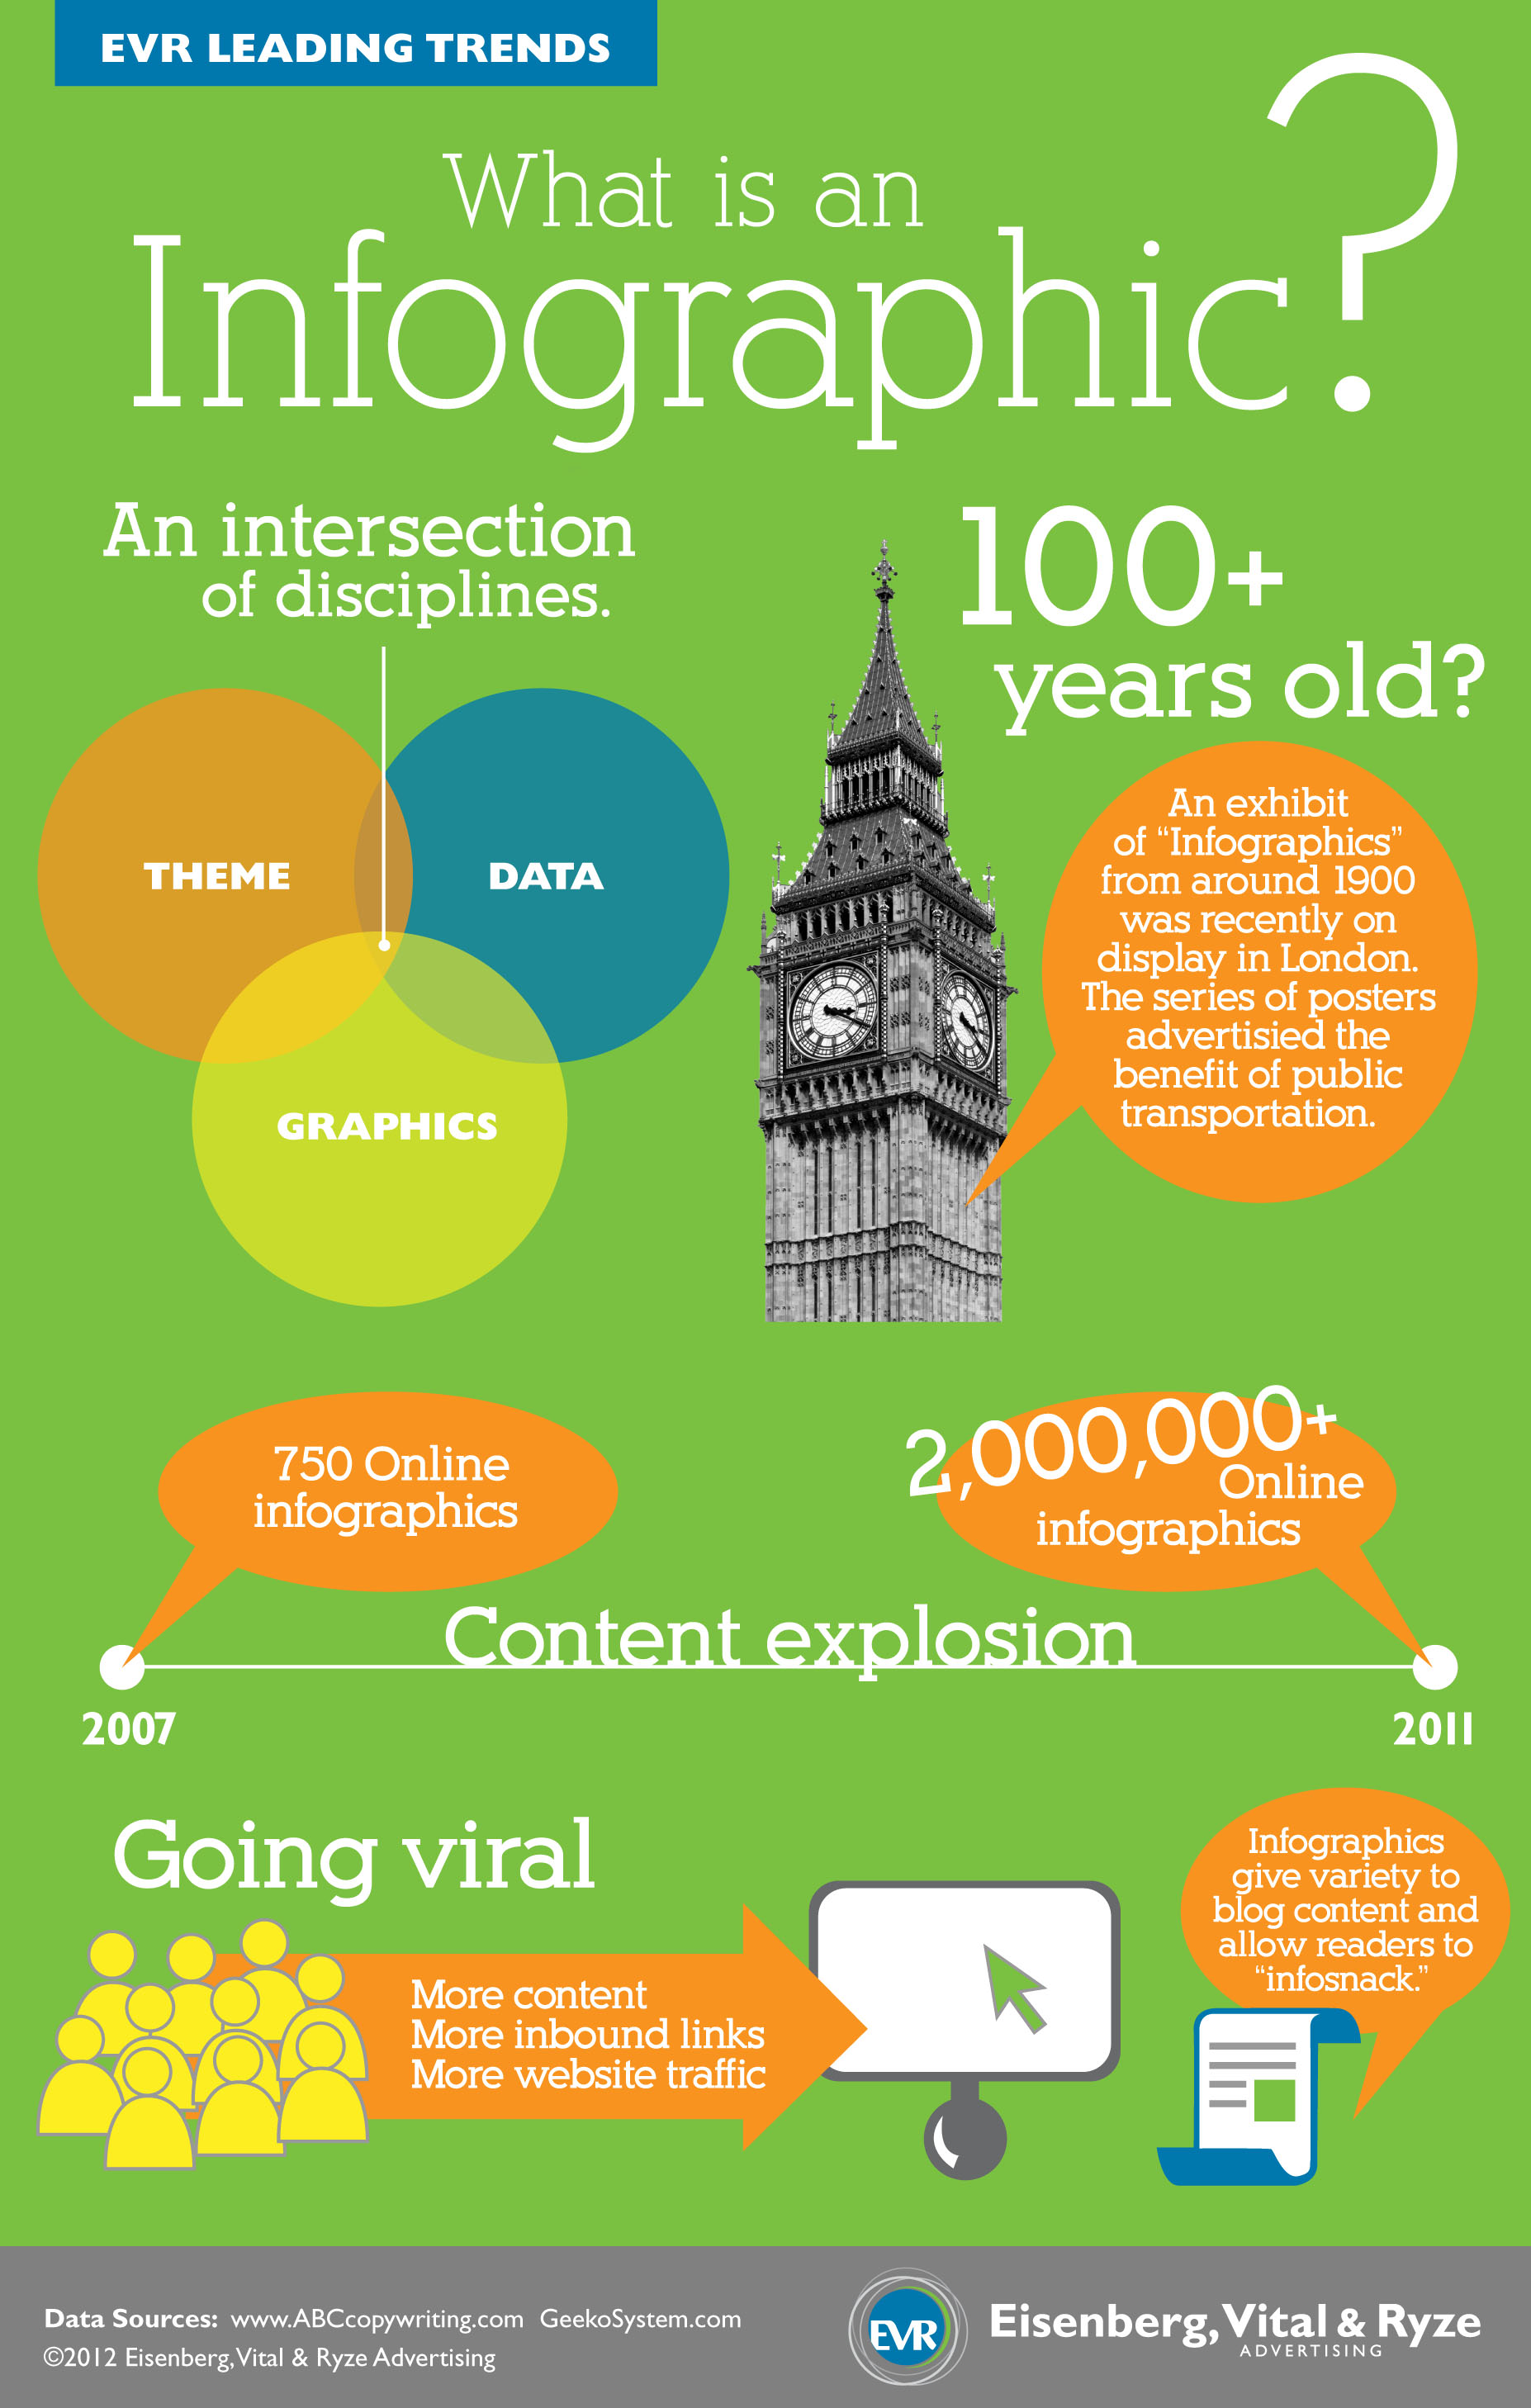 EVR LEADING TRENDS
What is an
Infographic?
An intersection
of disciplines.
THEME
DATA
GRAPHICS
100+
years old?
An exhibit
of “Infographics”
from around 1900
was recently on
display in London.
The series of posters
advertisied the
benefit of public
transportation.
750 Online
infographics
2,000,000+
Online
infographics
Content explosion
2007
2011
Going viral
More content
More inbound links
More website traffic
Infographics
give variety to
blog content and
allow readers to
“infosnack.”
Data Sources: www.ABCcopywriting.com GeekoSystem.com
©2012 Eisenberg, Vital & Ryze Advertising
EVR
Eisenberg, Vital & Ryze
ADVERTISING